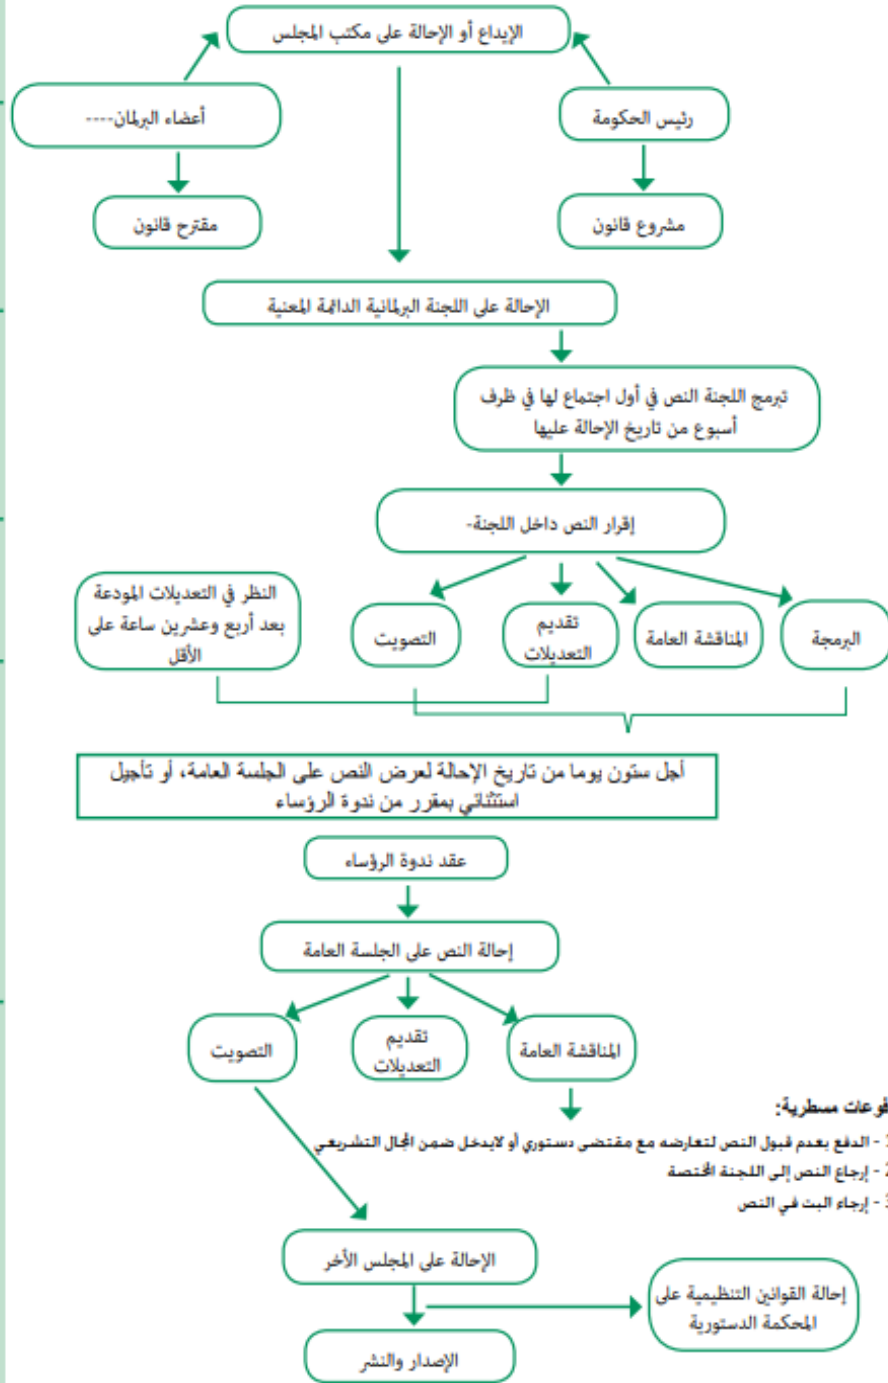 الإيداع أو الإحالة على مكتب المجلس
رئيس الحكومة
أعضاء البرلمان----
مشروع قانون
مقترح قانون
الإحالة على اللجنة البرلمانية الدائمة المعنية
تبرمج اللجنة النص في أول اجتماع لها في ظرف
أسبوع من تاريخ الإحالة عليها
إقرار النص داخل اللجنة-
البرمجة
المناقشة العامة
تقديم
التعديلات
التصويت
النظر في التعديلات المودعة
بعد أربع وعشرين ساعة على
الأقل
أجل ستون يوما من تاريخ الإحالة لعرض النص على الجلسة العامة، أو تأجيل
استثنائي بمقرر من ندوة الرؤساء
عقد ندوة الرؤساء
إحالة النص على الجلسة العامة
المناقشة العامة
تقديم
التعديلات
التصويت
مسطرية:
- الدفع بعدم قبول النص لتعارضه مع مقتضى دستوري أو لايدخل ضمن المجال التشريعي
2 - إرجاع النص إلى اللجنة المختصة
3 - إرجاء البت في النص
الإحالة على المجلس الأخر
إحالة القوانين التنظيمية على
المحكمة الدستورية
الإصدار والنشر